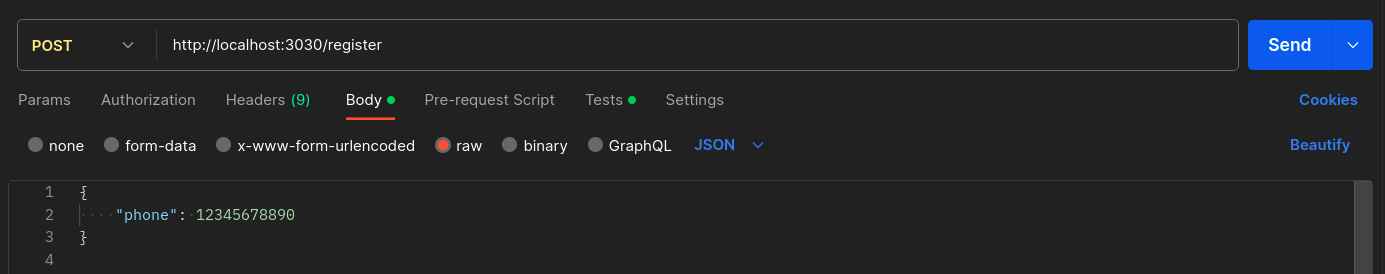 POST http://localhost:3030/register Send
Params Authorization Headers (9) Body Pre-request Script Tests Settings Cookies
none form-data x-www-form-urlencoded raw binary GraphQL JSON Beautify
1 {
2 "phone": 12345678890
3 }
4